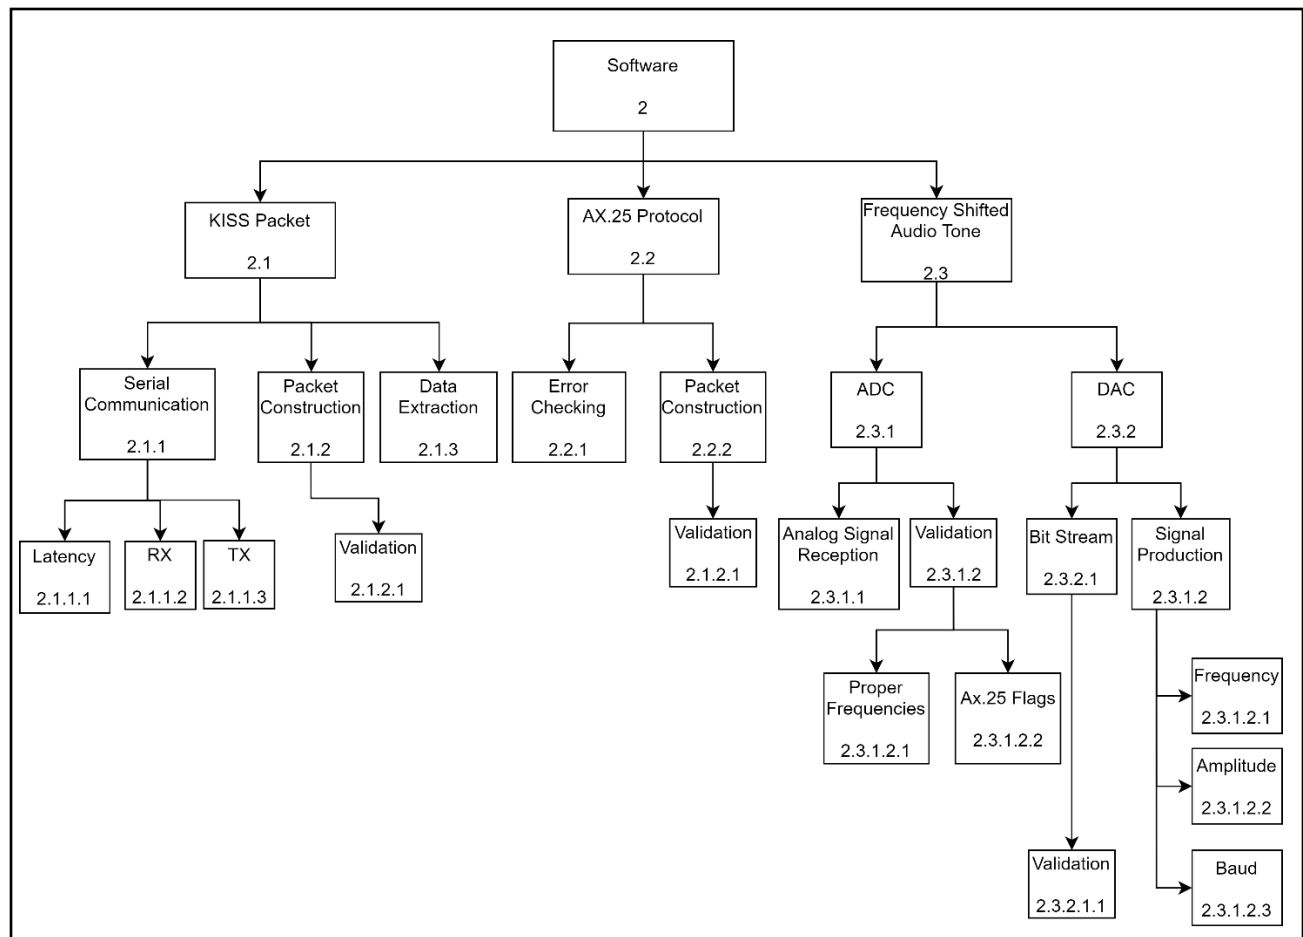 Software
2
KISS Packet
2.1
AX.25 Protocol
2.2
Frequency Shifted
Audio Tone
2.3
Serial
Communication
2.1.1
Packet
Construction
2.1.2
Data
Extraction
2.1.3
Error
Checking
2.2.1
Packet
Construction
2.2.2
ADC
2.3.1
DAC
2.3.2
Latency
2.1.1.1
RX
2.1.1.2
TX
2.1.1.3
Validation
2.1.2.1
Validation
2.1.2.1
Analog Signal
Reception
2.3.1.1
Validation
2.3.1.2
Bit Stream
2.3.2.1
Signal
Production
2.3.1.2
Proper
Frequencies
2.3.1.2.1
Ax.25 Flags
2.3.1.2.2
Frequency
2.3.1.2.1
Amplitude
2.3.1.2.2
Validation
2.3.2.1.1
Baud
2.3.1.2.3